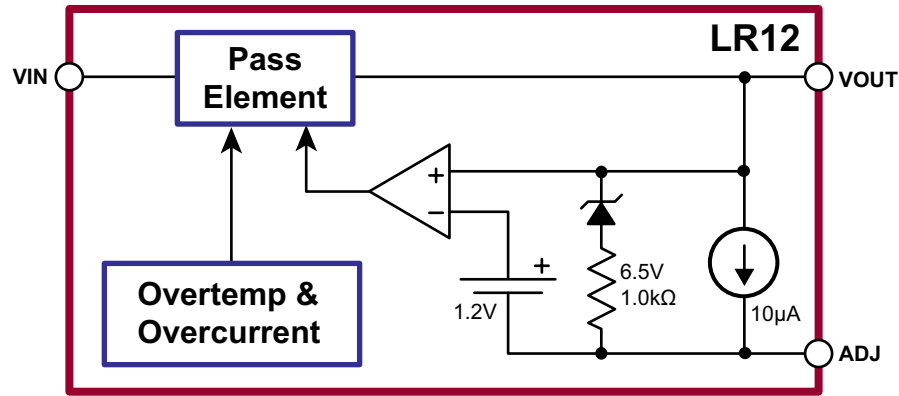 LR12
VIN
Pass
Element
VOUT
+
−
Overtemp &
Overcurrent
+
1.2V
6.5V
1.0kΩ
10µA
ADJ